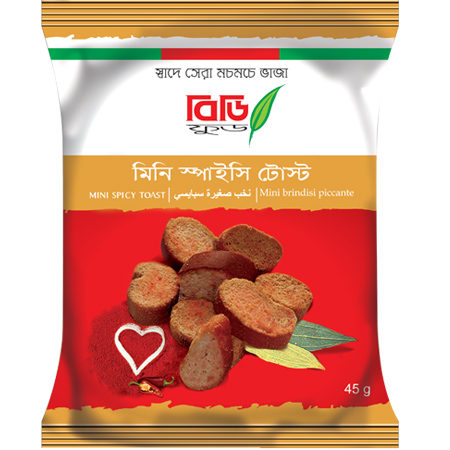 স্বাদে সেরা মচমচে ভাজা
বিডি
ফুড
মিনি স্পাইসি টোস্ট
MINI SPICY TOAST | نخب صغيرة سبايسي | Mini brindisi piccante
45 g